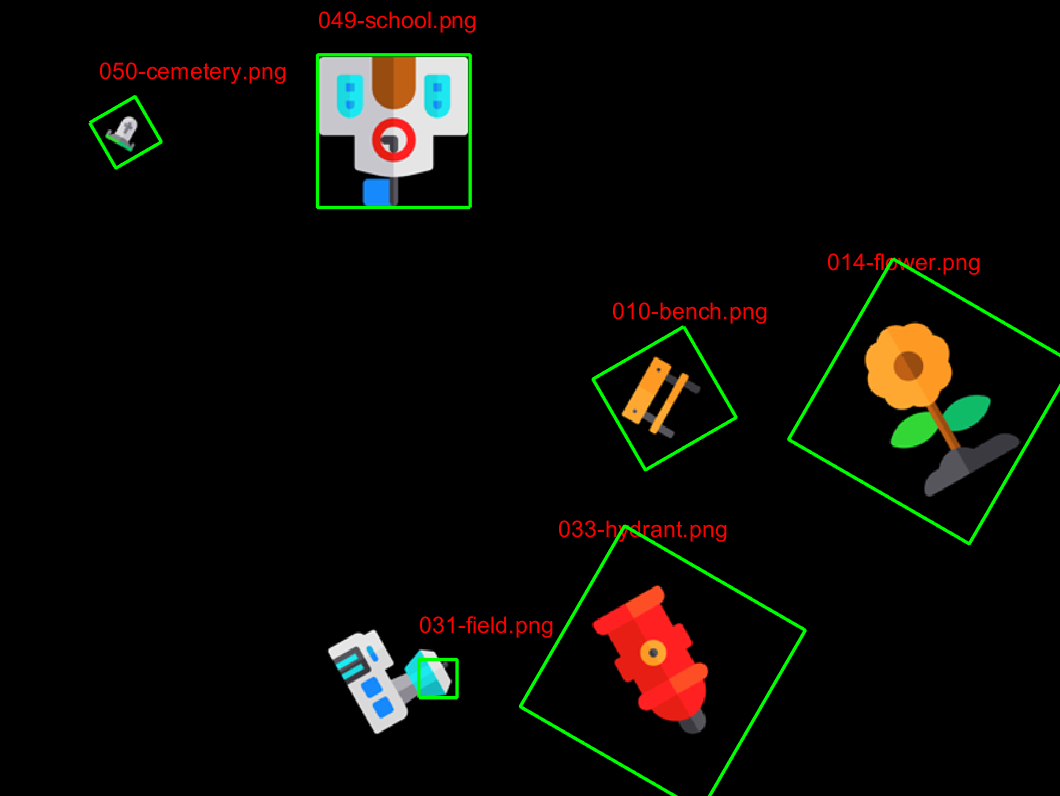 049-school.png
050-cemetery.png
014-flower.png
010-bench.png
033-hydrant.png
031-field.png